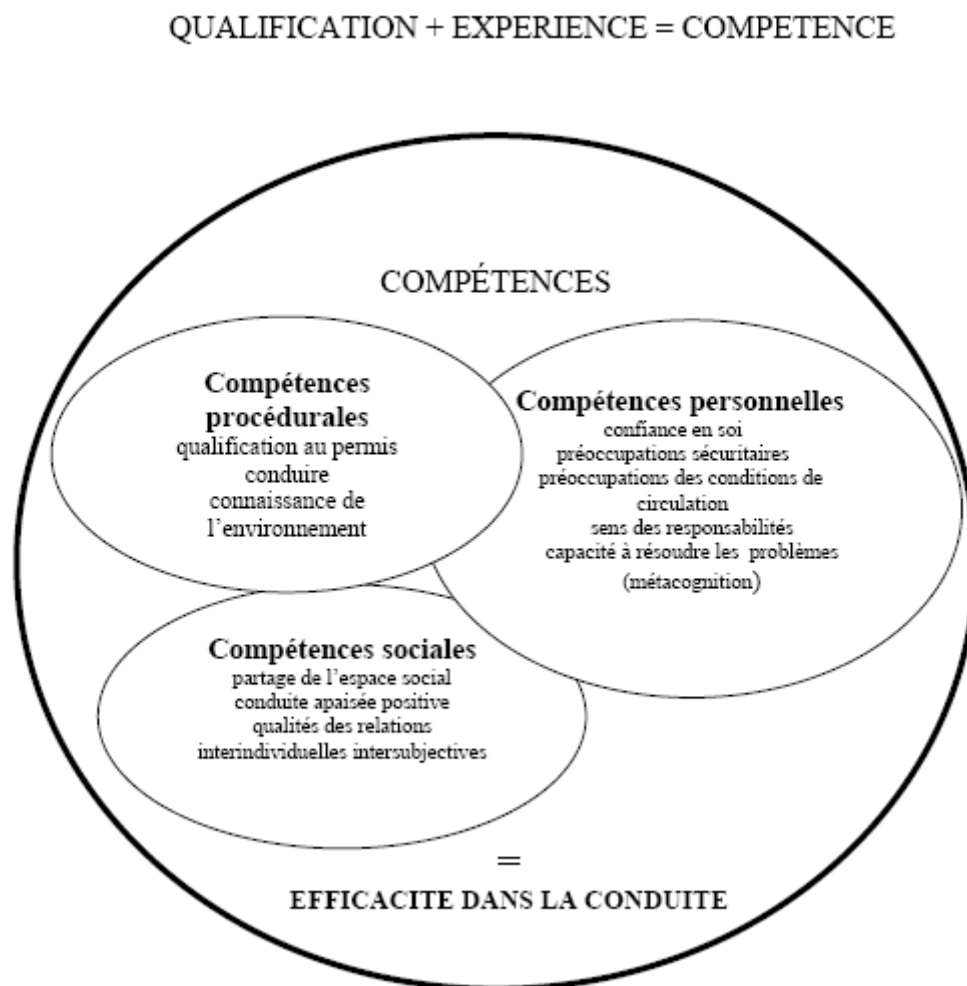 QUALIFICATION + EXPERIENCE = COMPETENCE
COMPÉTENCES
Compétences
procédurales
qualification au permis
conduire
connaissance de
l’environnement
Compétences personnelles
confiance en soi
préoccupations sécuritaires
préoccupations des conditions de
circulation
sens des responsabilités
capacité à résoudre les problèmes
(métacognition)
Compétences sociales
partage de l’espace social
conduite apaisée positive
qualités des relations
interindividuelles intersubjectives
=
EFFICACITE DANS LA CONDUITE